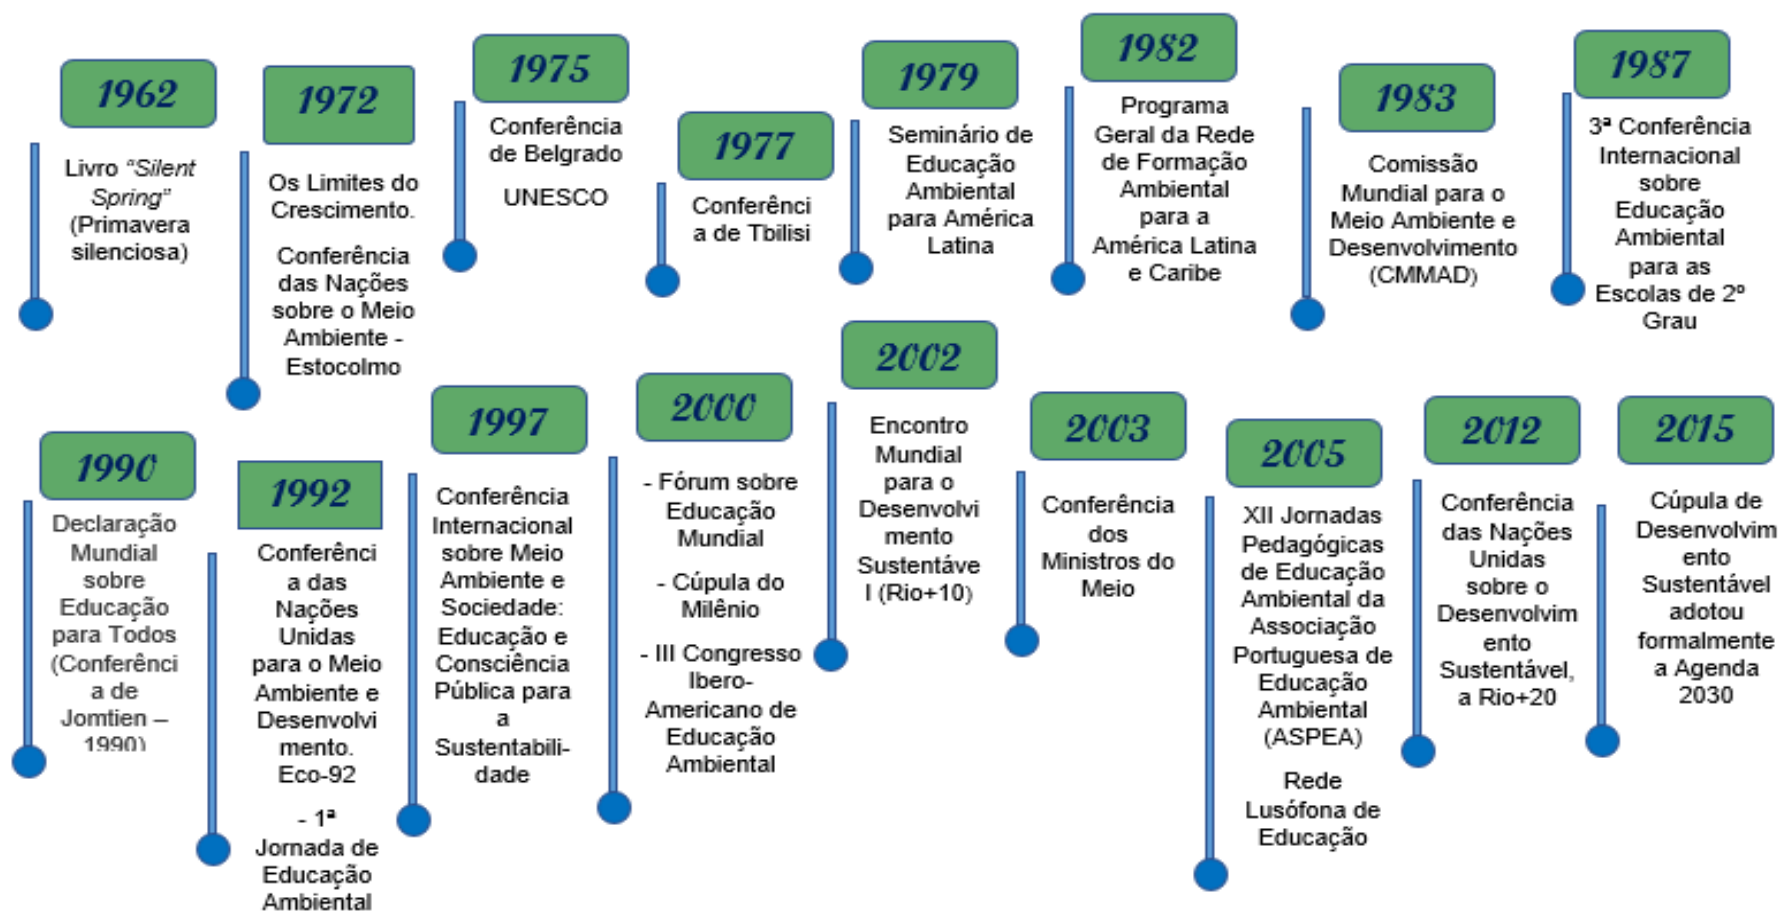 1962
Livro “Silent
Spring”
(Primavera
silenciosa)
1972
Os Limites do
Crescimento.
Conferência
das Nações
sobre o Meio
Ambiente -
Estocolmo
1975
Conferência
de Belgrado
UNESCO
1977
Conferênci
a de Tbilisi
1979
Seminário de
Educação
Ambiental
para América
Latina
1982
Programa
Geral da Rede
de Formação
Ambiental
para a
América Latina
e Caribe
1983
Comissão
Mundial para o
Meio Ambiente e
Desenvolvimento
(CMMAD)
1987
3ª Conferência
Internacional
sobre
Educação
Ambiental
para as
Escolas de 2º
Grau
1990
Declaração
Mundial
sobre
Educação
para Todos
(Conferênci
a de
Jomtien –
1990)
1992
Conferênci
a das
Nações
Unidas
para o Meio
Ambiente e
Desenvolvi
mento.
Eco-92
- 1ª
Jornada de
Educação
Ambiental
1997
Conferência
Internacional
sobre Meio
Ambiente e
Sociedade:
Educação e
Consciência
Pública para
a
Sustentabili-
dade
2000
- Fórum sobre
Educação
Mundial
- Cúpula do
Milênio
- III Congresso
Ibero-
Americano de
Educação
Ambiental
2002
Encontro
Mundial
para o
Desenvolvi
mento
Sustentáve
l (Rio+10)
2003
Conferência
dos
Ministros do
Meio
2005
XII Jornadas
Pedagógicas
de Educação
Ambiental da
Associação
Portuguesa de
Educação
Ambiental
(ASPEA)
Rede
Lusófona de
Educação
2012
Conferência
das Nações
Unidas
sobre o
Desenvolvim
ento
Sustentável,
a Rio+20
2015
Cúpula de
Desenvolvim
ento
Sustentável
adotou
formalmente
a Agenda
2030